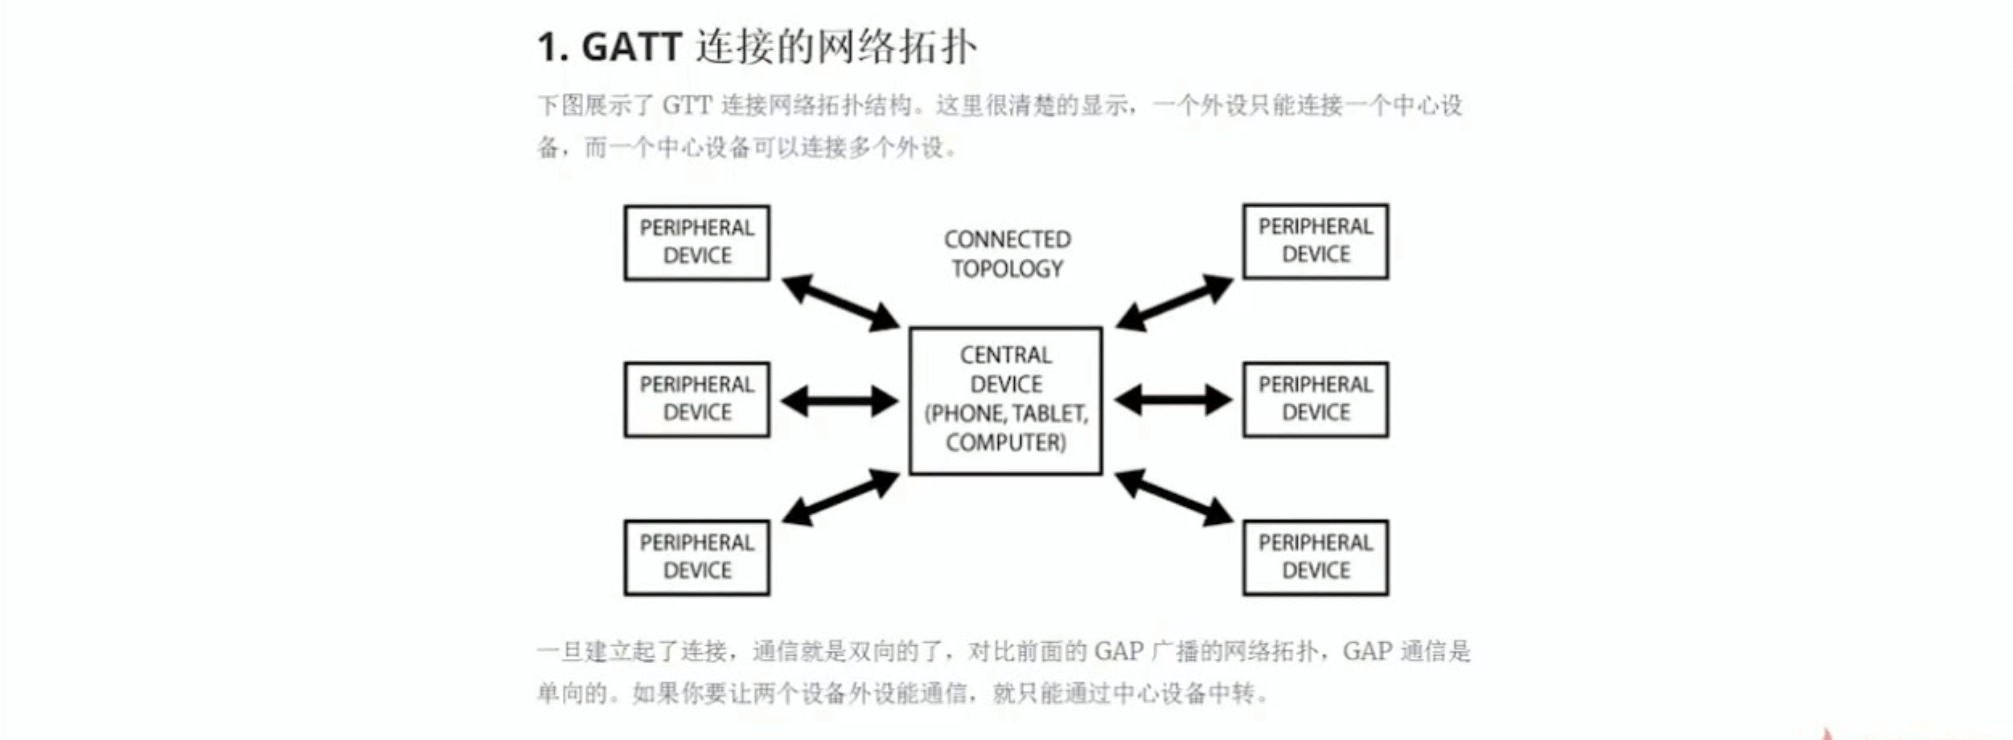 1. GATT 连接的网络拓扑
下图展示了 GTT 连接网络拓扑结构。这里很清楚的显示，一个外设只能连接一个中心设
备，而一个中心设备可以连接多个外设。
PERIPHERAL
DEVICE
CONNECTED
TOPOLOGY
PERIPHERAL
DEVICE
PERIPHERAL
DEVICE
CENTRAL
DEVICE
(PHONE, TABLET,
COMPUTER)
PERIPHERAL
DEVICE
PERIPHERAL
DEVICE
PERIPHERAL
DEVICE
一旦建立起了连接，通信就是双向的了，对比前面的 GAP 广播的网络拓扑，GAP 通信是
单向的。如果你要让两个设备外设能通信，就只能通过中心设备中转。